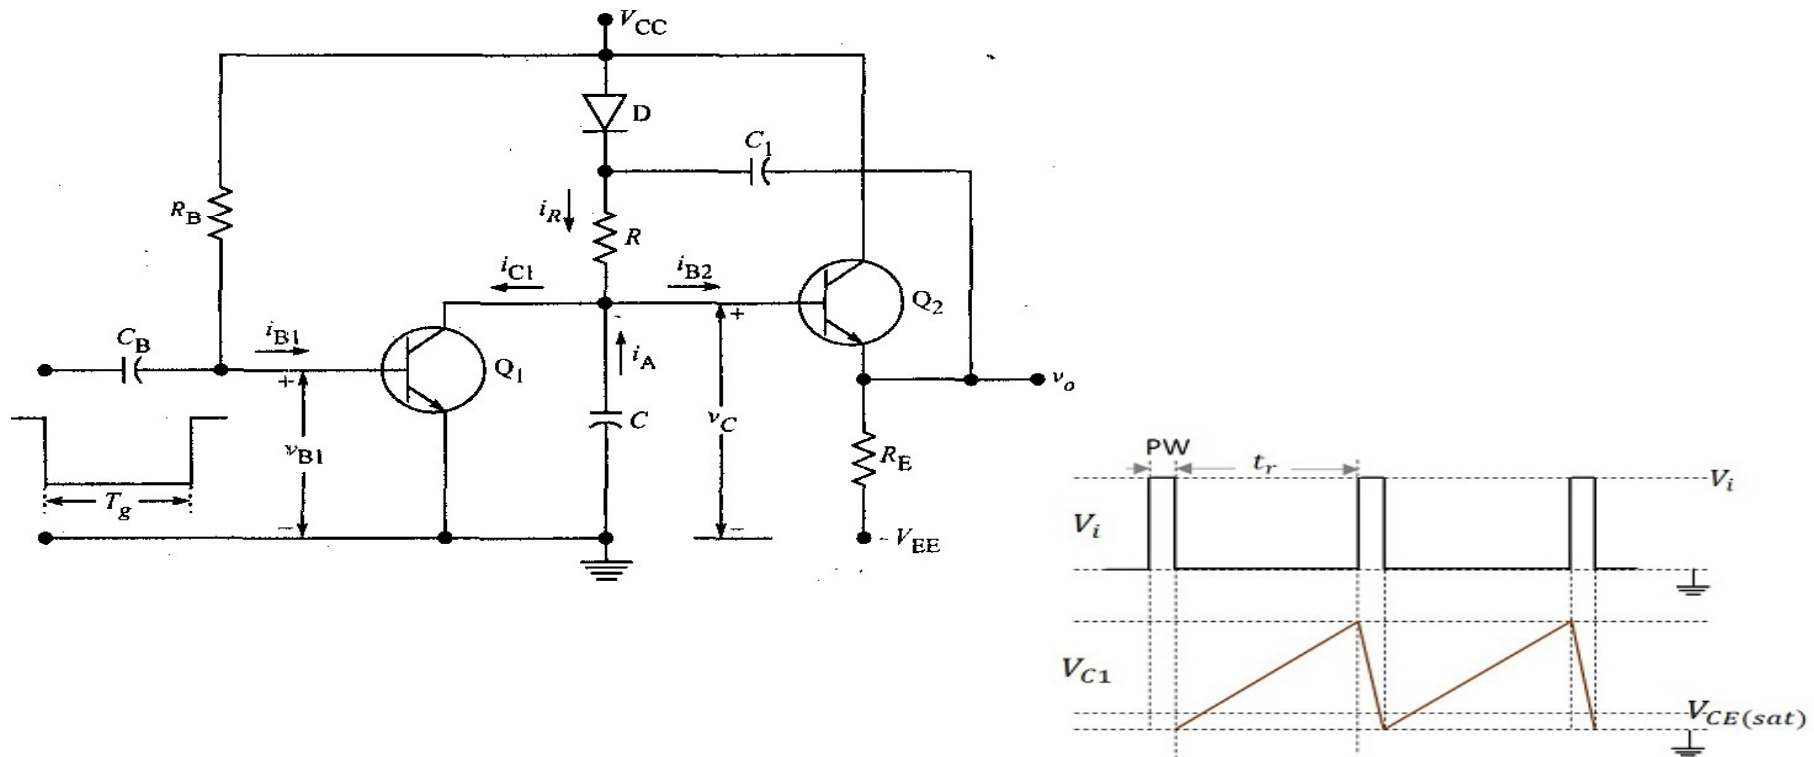 V_CC
D
C_1
R_B
i_R
R
i_C1
i_B2
Q_2
C_B
i_B1
+
Q_1
i_A
+
v_B1
C
v_C
v_o
R_E
T_g
−
−
- V_EE
PW
t_r
V_i
V_i
V_C1
V_CE(sat)